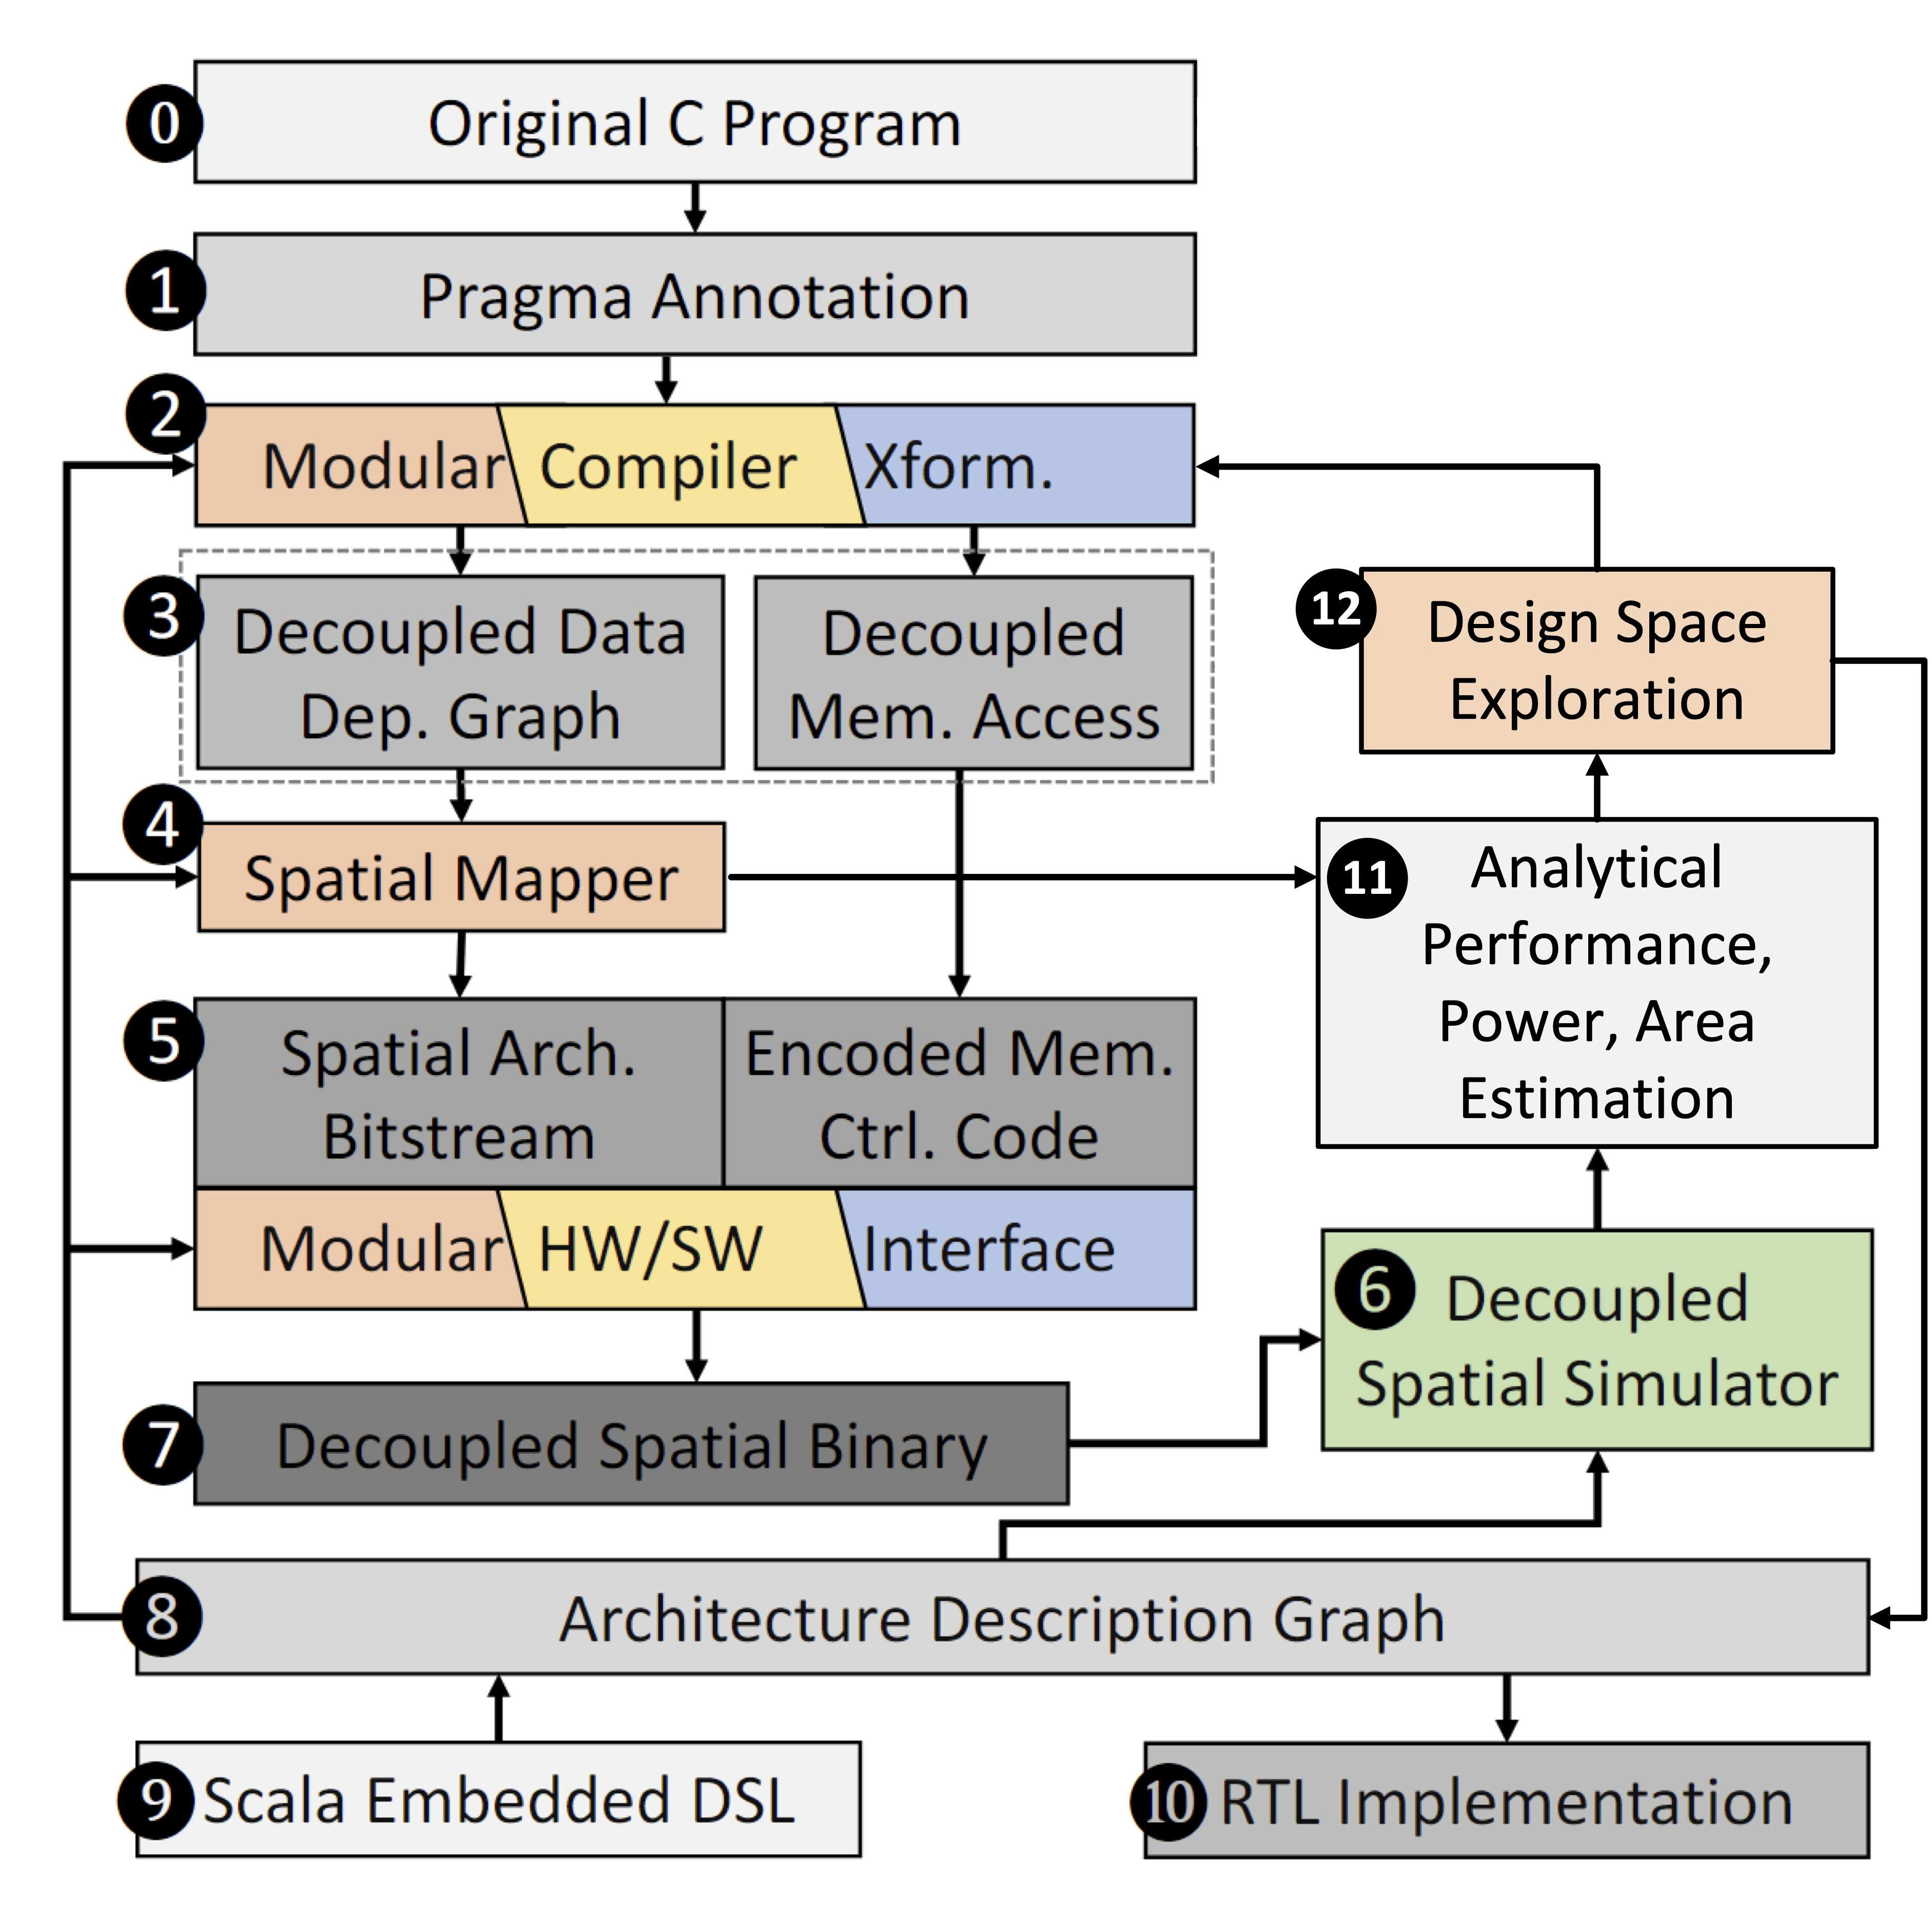 0 Original C Program
1 Pragma Annotation
2 Modular Compiler Xform.
3 Decoupled Data
Dep. Graph
Decoupled
Mem. Access
4 Spatial Mapper
5 Spatial Arch.
Bitstream
Encoded Mem.
Ctrl. Code
Modular HW/SW Interface
12 Design Space
Exploration
11 Analytical
Performance,
Power, Area
Estimation
6 Decoupled
Spatial Simulator
7 Decoupled Spatial Binary
8 Architecture Description Graph
9 Scala Embedded DSL
10 RTL Implementation